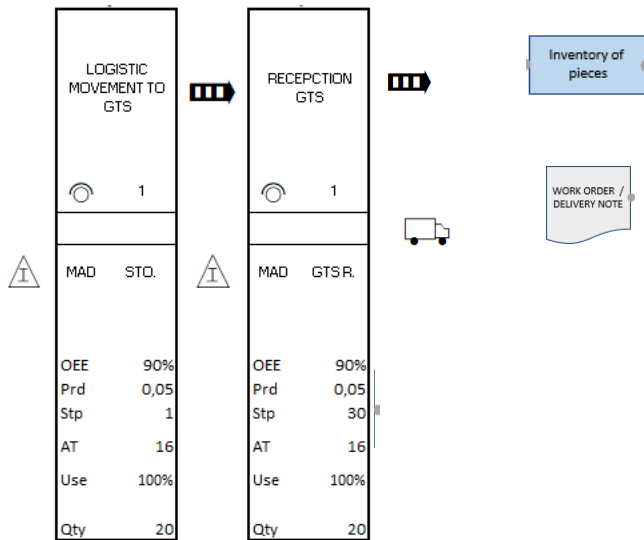 LOGISTIC
MOVEMENT TO
GTS
1
I
MAD STO.
OEE 90%
Prd 0,05
Stp 1
AT 16
Use 100%
Qty 20
RECEPCTION
GTS
1
I
MAD GTS R.
OEE 90%
Prd 0,05
Stp 30
AT 16
Use 100%
Qty 20
Inventory of
pieces
WORK ORDER /
DELIVERY NOTE